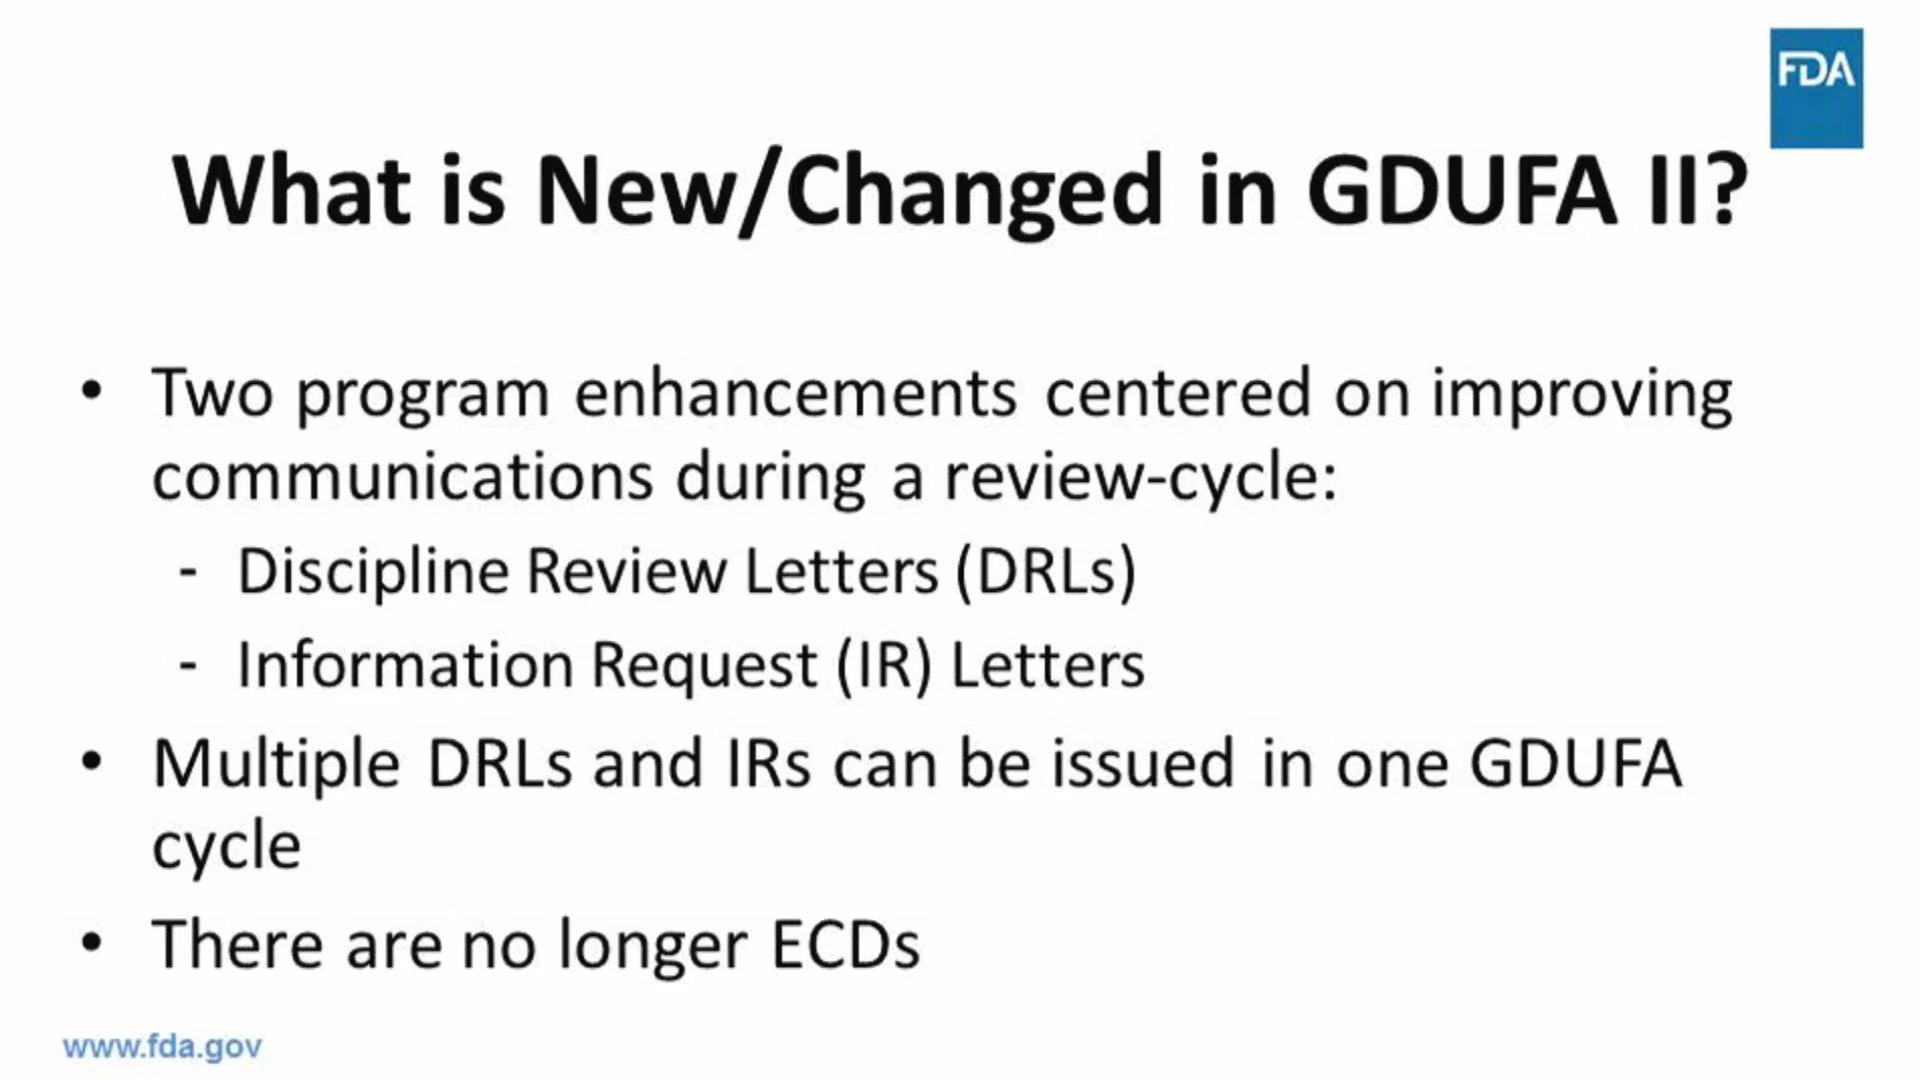 FDA
What is New/Changed in GDUFA II?
• Two program enhancements centered on improving
communications during a review-cycle:
- Discipline Review Letters (DRLs)
- Information Request (IR) Letters
• Multiple DRLs and IRs can be issued in one GDUFA
cycle
• There are no longer ECDs
www.fda.gov